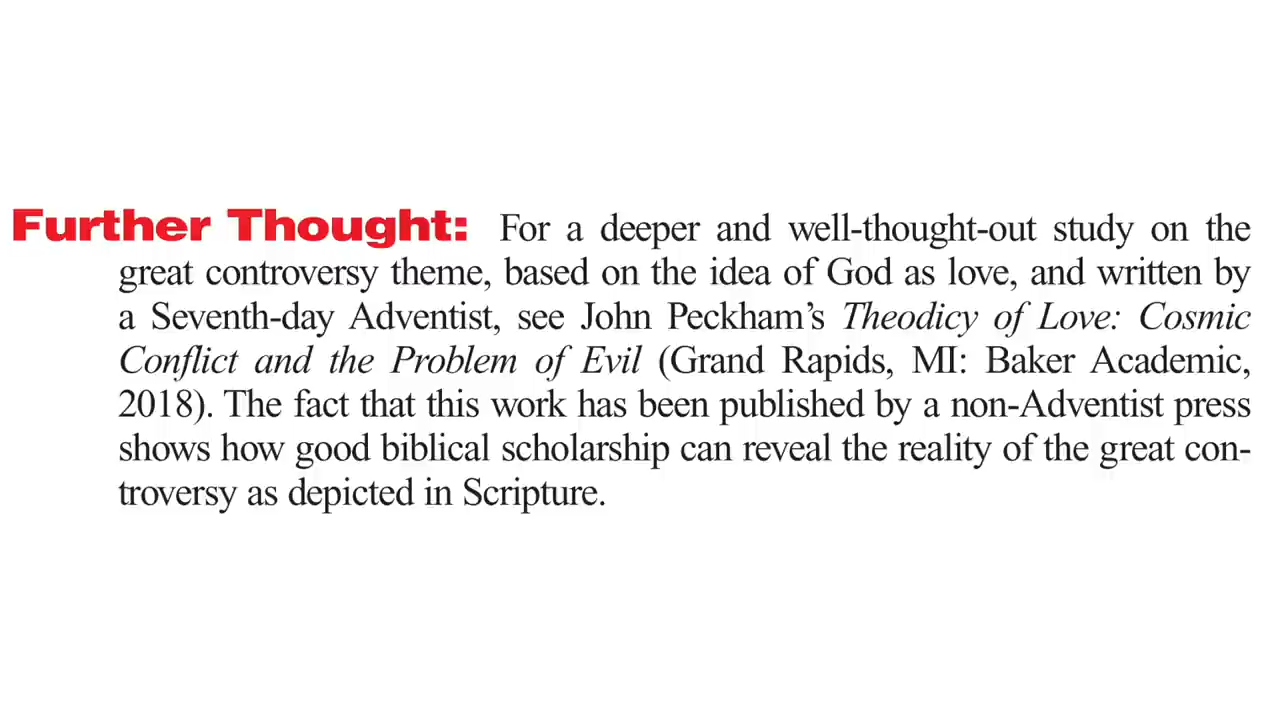 Further Thought: For a deeper and well-thought-out study on the
great controversy theme, based on the idea of God as love, and written by
a Seventh-day Adventist, see John Peckham’s Theodicy of Love: Cosmic
Conflict and the Problem of Evil (Grand Rapids, MI: Baker Academic,
2018). The fact that this work has been published by a non-Adventist press
shows how good biblical scholarship can reveal the reality of the great con-
troversy as depicted in Scripture.